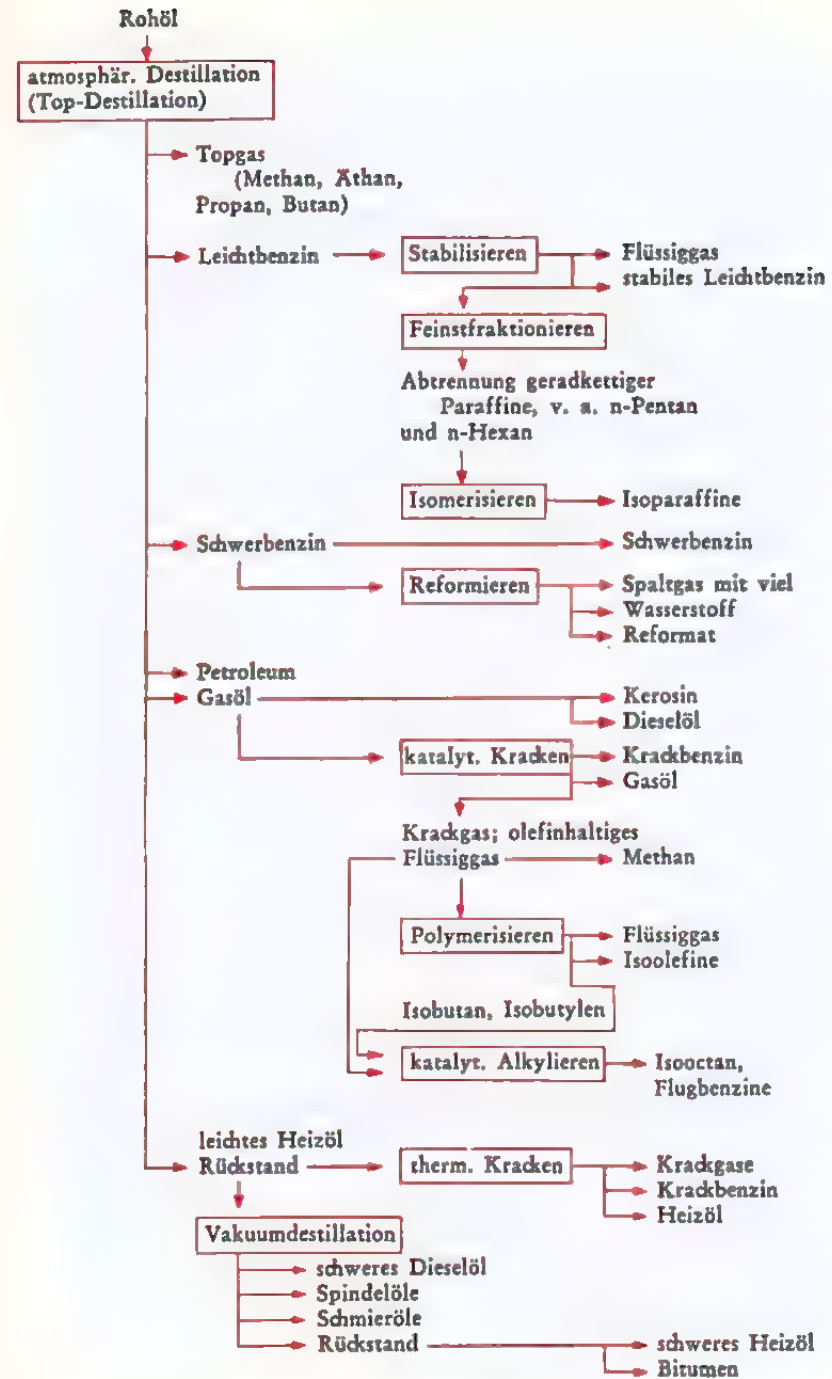 Rohöl
atmosphär. Destillation
(Top-Destillation)
Topgas
(Methan, Äthan,
Propan, Butan)
Leichtbenzin
Stabilisieren
Flüssiggas
stabiles Leichtbenzin
Feinstfraktionieren
Abtrennung geradkettiger
Paraffine, v. a. n-Pentan
und n-Hexan
Isomerisieren
Isoparaffine
Schwerbenzin
Schwerbenzin
Reformieren
Spaltgas mit viel
Wasserstoff
Reformat
Petroleum
Gasöl
Kerosin
Dieselöl
katalyt. Kracken
Krackbenzin
Gasöl
Krackgas; olefinhaltiges
Flüssiggas
Methan
Polymerisieren
Flüssiggas
Isoolefine
Isobutan, Isobutylen
katalyt. Alkylieren
Isooctan,
Flugbenzine
leichtes Heizöl
Rückstand
therm. Kracken
Krackgase
Krackbenzin
Heizöl
Vakuumdestillation
schweres Dieselöl
Spindelöle
Schmieröle
Rückstand
schweres Heizöl
Bitumen